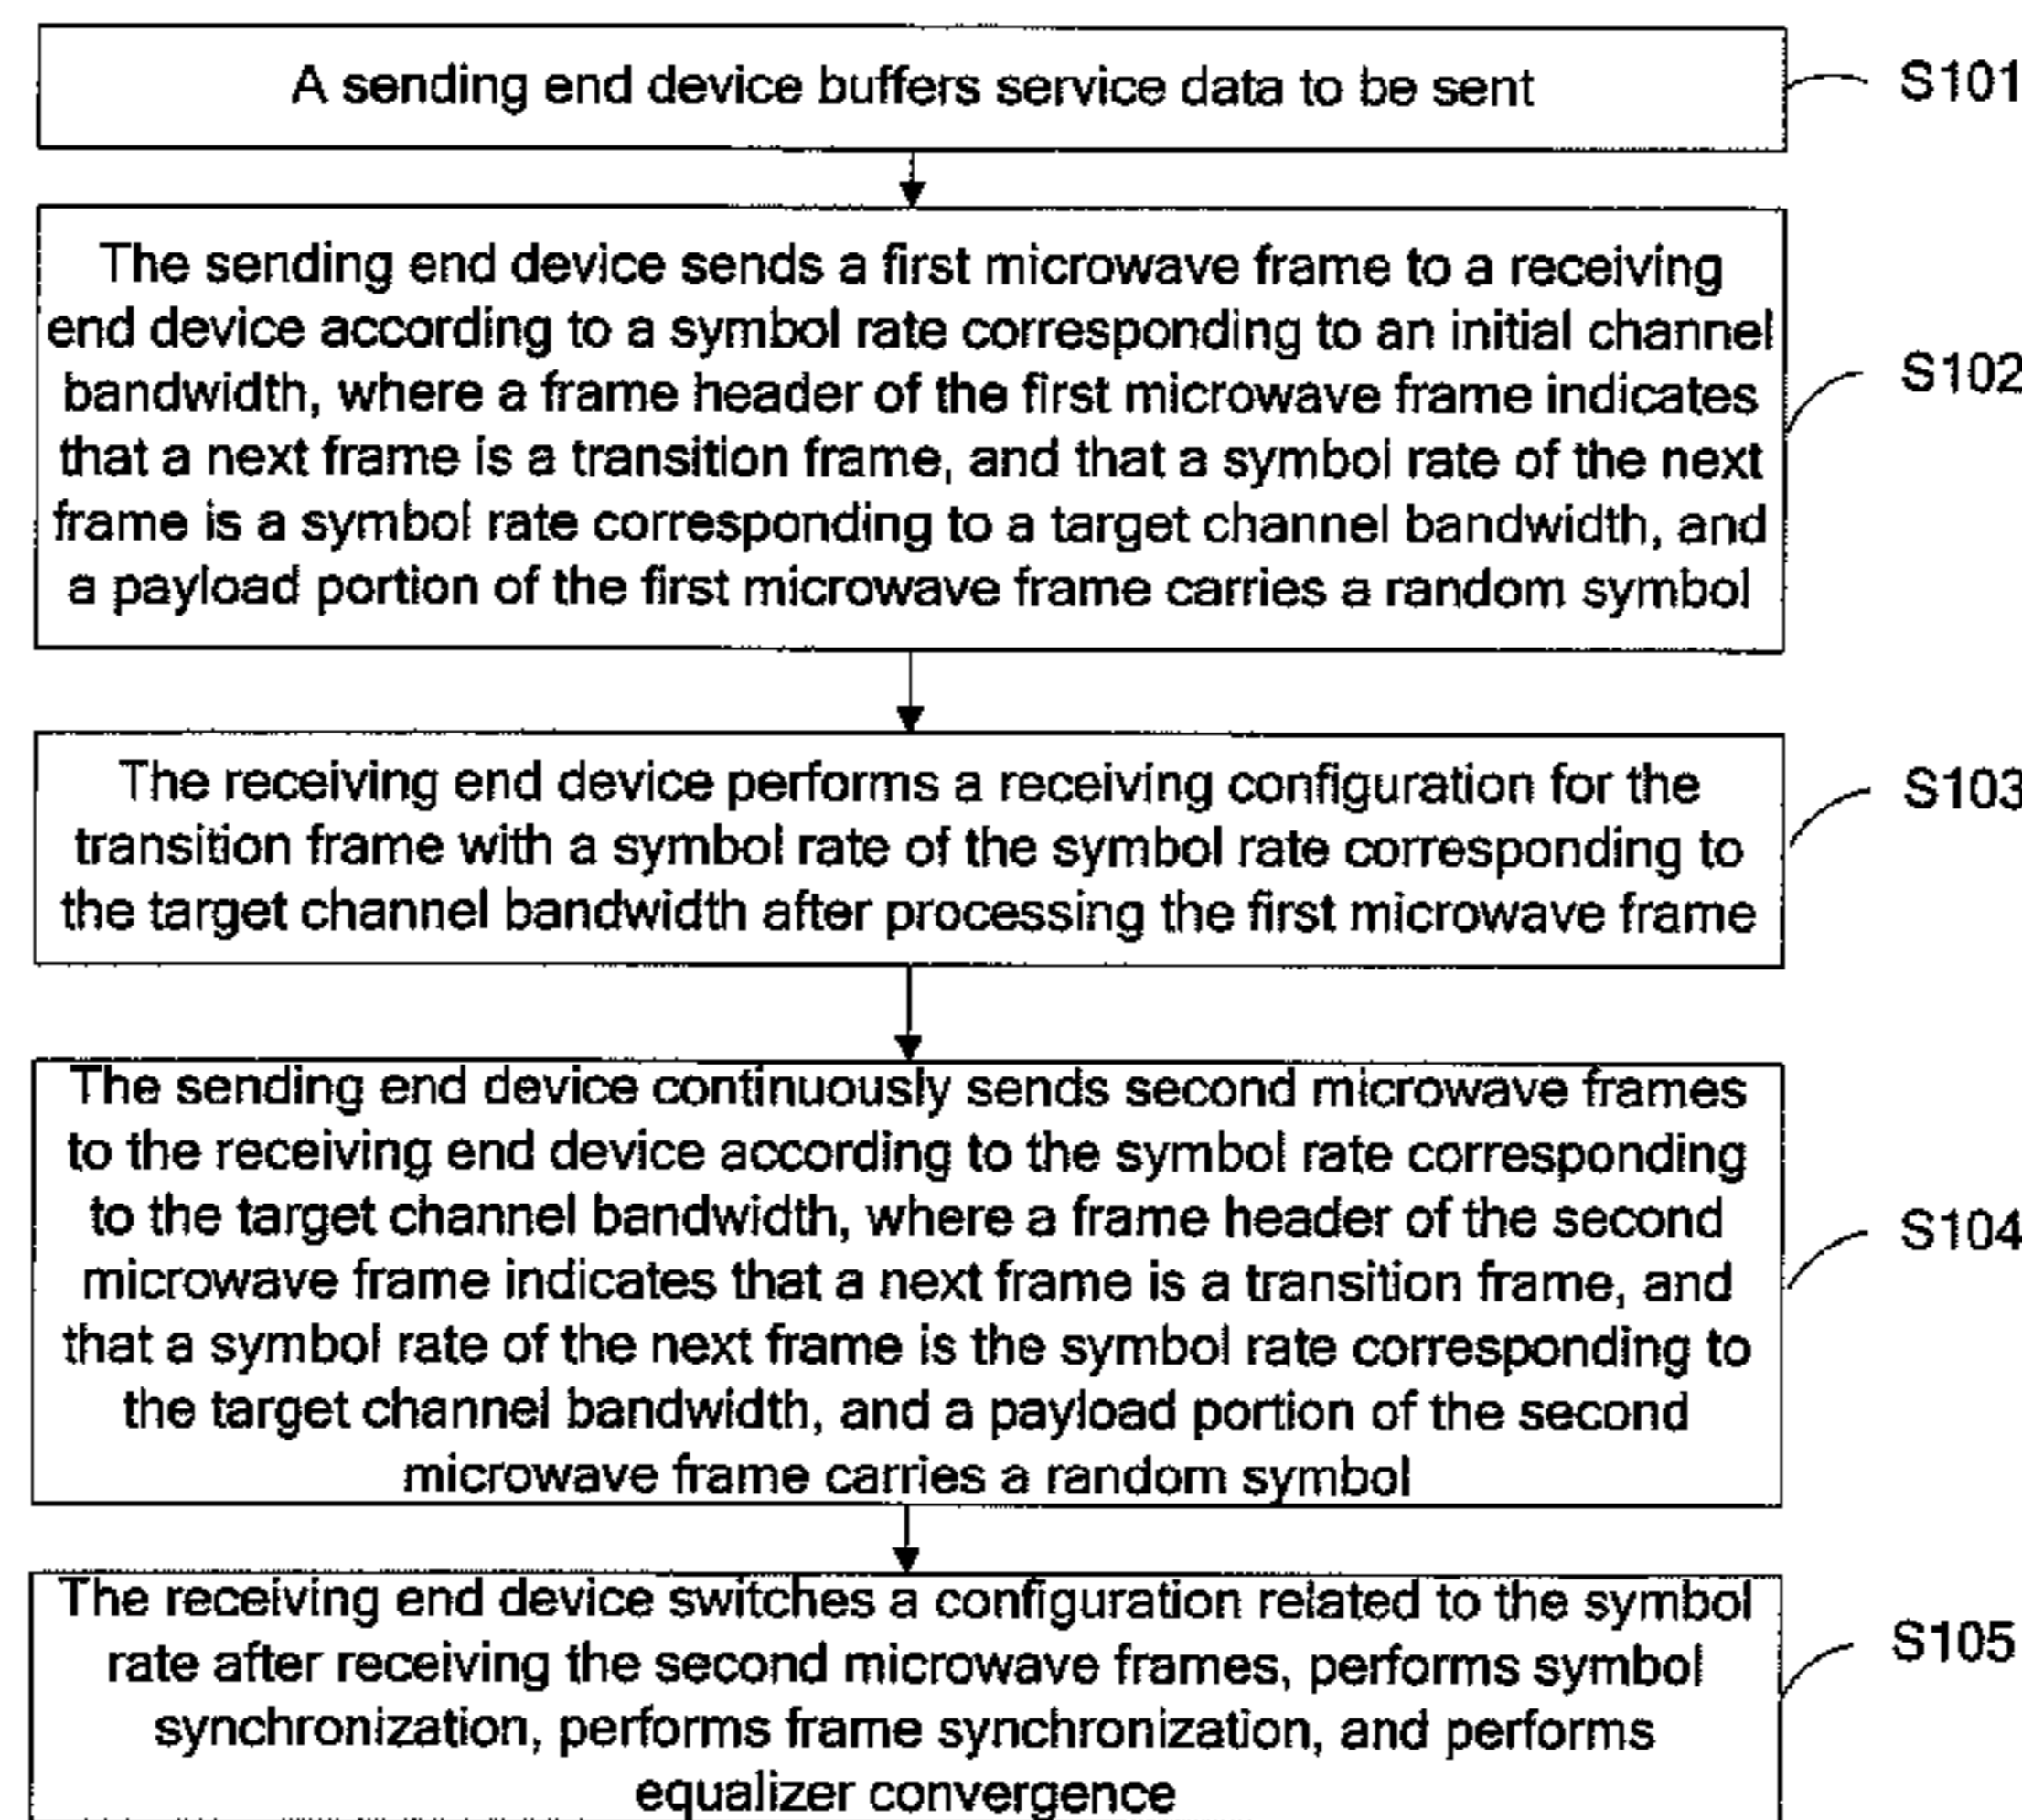 A sending end device buffers service data to be sent
S101
The sending end device sends a first microwave frame to a receiving
end device according to a symbol rate corresponding to an initial channel
bandwidth, where a frame header of the first microwave frame indicates
that a next frame is a transition frame, and that a symbol rate of the next
frame is a symbol rate corresponding to a target channel bandwidth, and
a payload portion of the first microwave frame carries a random symbol
S102
The receiving end device performs a receiving configuration for the
transition frame with a symbol rate of the symbol rate corresponding to
the target channel bandwidth after processing the first microwave frame
S103
The sending end device continuously sends second microwave frames
to the receiving end device according to the symbol rate corresponding
to the target channel bandwidth, where a frame header of the second
microwave frame indicates that a next frame is a transition frame, and
that a symbol rate of the next frame is the symbol rate corresponding to
the target channel bandwidth, and a payload portion of the second
microwave frame carries a random symbol
S104
The receiving end device switches a configuration related to the symbol
rate after receiving the second microwave frames, performs symbol
synchronization, performs frame synchronization, and performs
equalizer convergence
S105